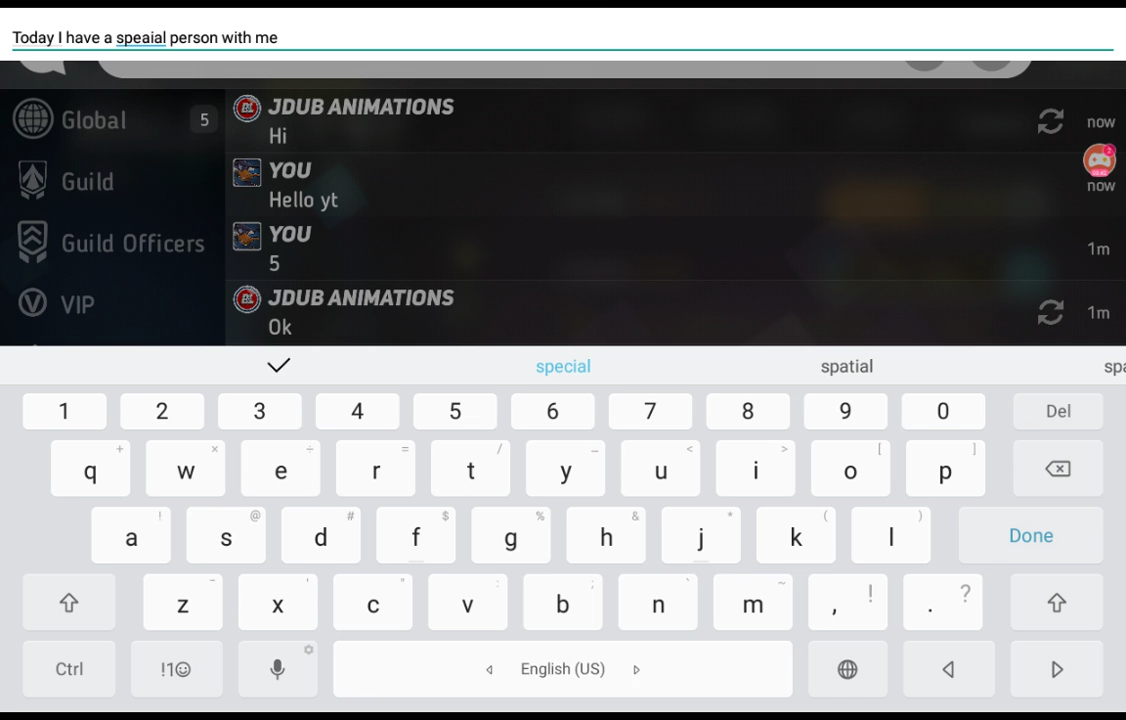 Today I have a speaial person with me
Global 5
Guild
Guild Officers
VIP
JDUB ANIMATIONS
Hi
now
YOU
Hello yt
now
YOU
5
1m
JDUB ANIMATIONS
Ok
1m
special spatial spa
1 2 3 4 5 6 7 8 9 0 Del
+ × ÷ = / _ < > [ ]
q w e r t y u i o p
! @ # $ % & * ( )
a s d f g h j k l Done
- ' " : ; ` ~ ! ?
z x c v b n m , .
Ctrl !1☺ English (US)